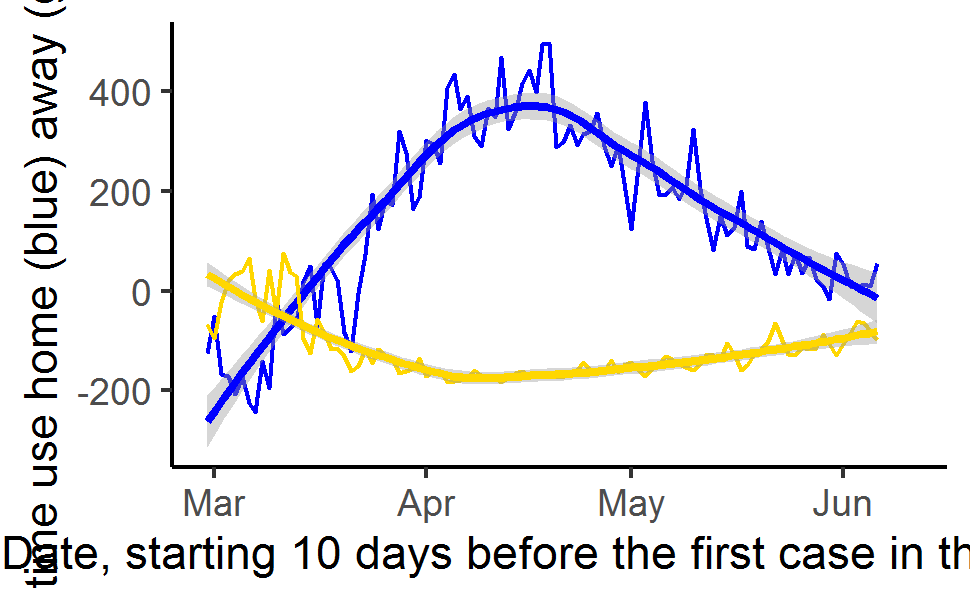 time use home (blue) away (
400
200
0
-200
Mar Apr May Jun
Date, starting 10 days before the first case in th